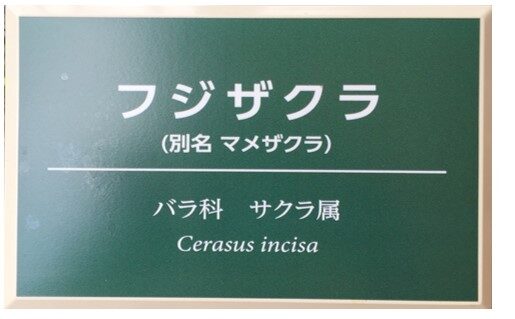 フジザクラ
(別名 マメザクラ)
バラ科　サクラ属
Cerasus incisa